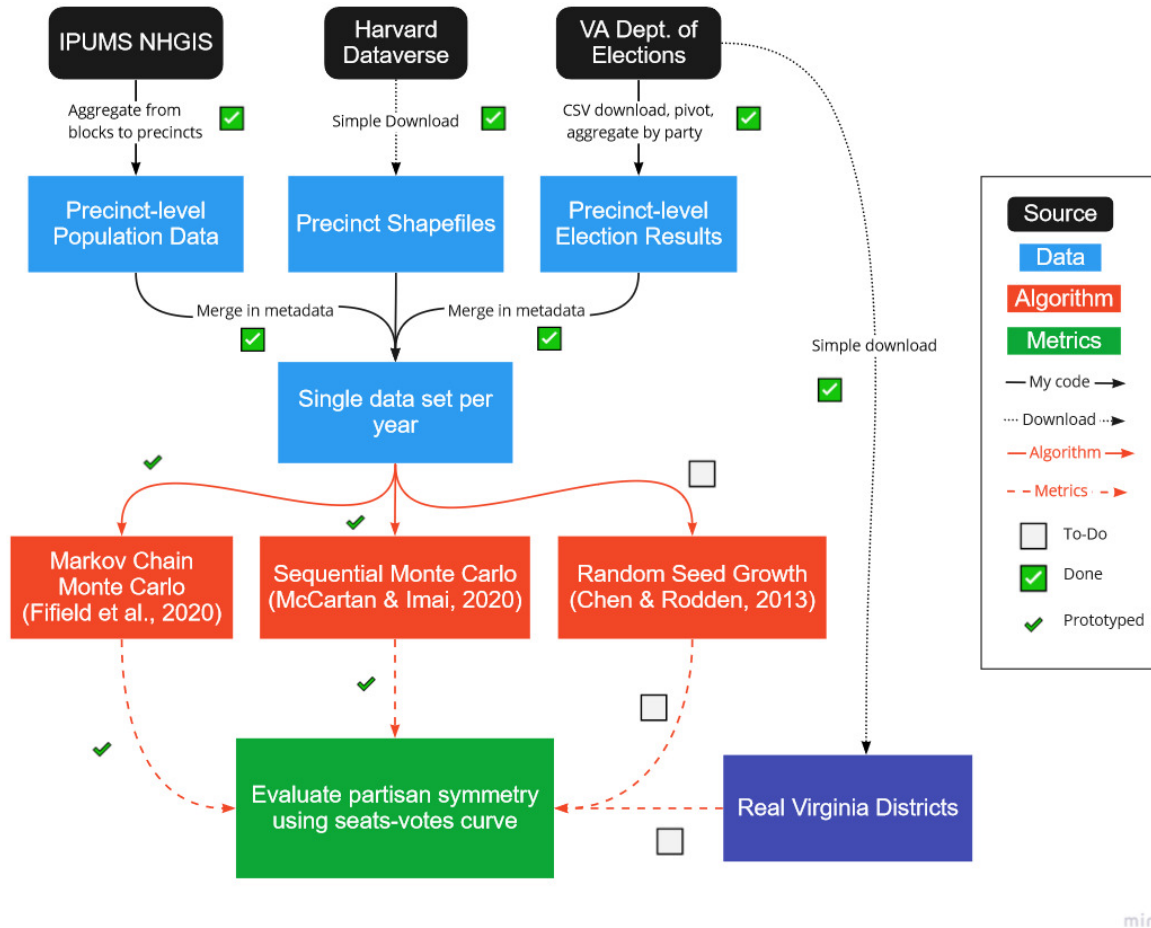 IPUMS NHGIS
Harvard
Dataverse
VA Dept. of
Elections
Aggregate from
blocks to precincts
Simple Download
CSV download, pivot,
aggregate by party
Precinct-level
Population Data
Precinct Shapefiles
Precinct-level
Election Results
Merge in metadata
Merge in metadata
Simple download
Single data set per
year
Markov Chain
Monte Carlo
(Fifield et al., 2020)
Sequential Monte Carlo
(McCartan & Imai, 2020)
Random Seed Growth
(Chen & Rodden, 2013)
Evaluate partisan symmetry
using seats-votes curve
Real Virginia Districts
Source
Data
Algorithm
Metrics
My code
Download
Algorithm
Metrics
To-Do
Done
Prototyped